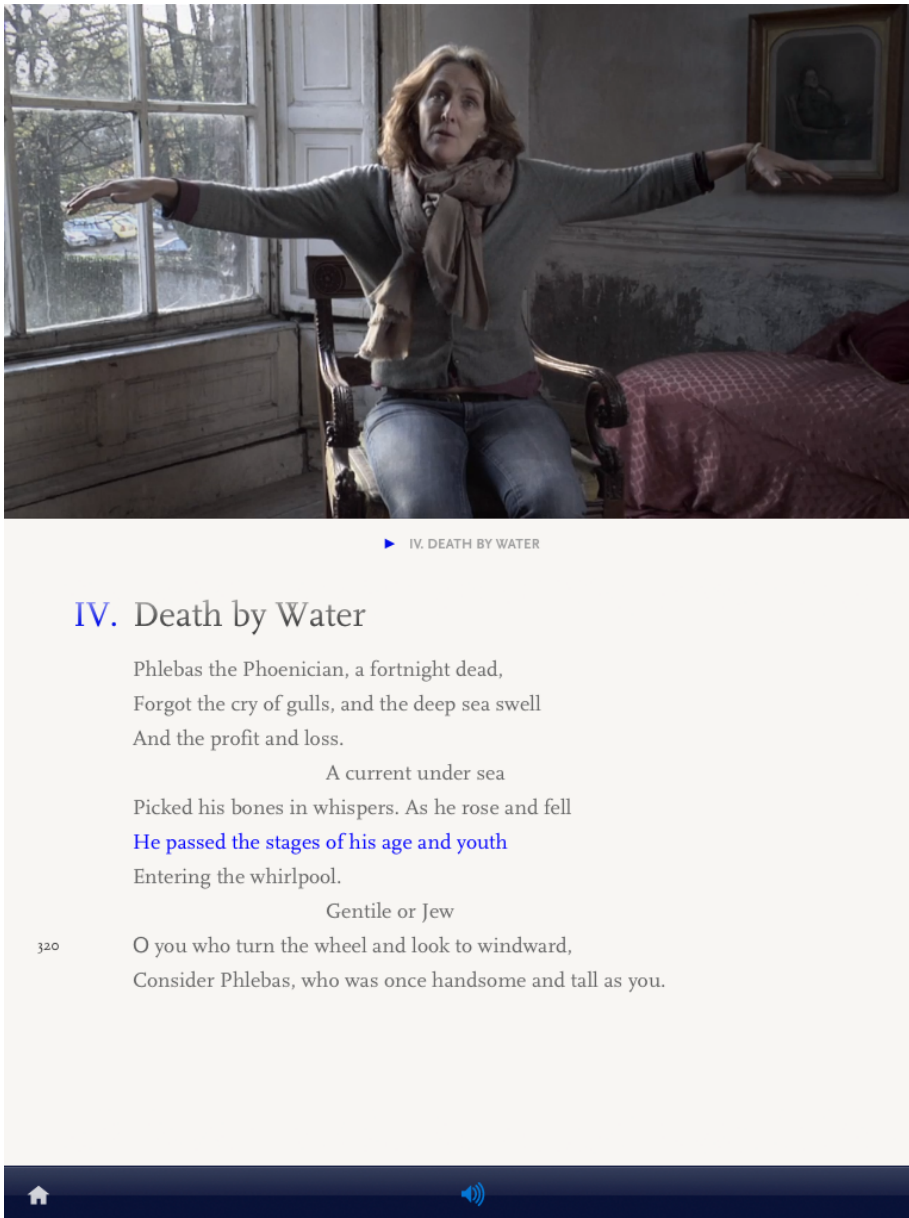 IV. DEATH BY WATER
IV. Death by Water
Phlebas the Phoenician, a fortnight dead,
Forgot the cry of gulls, and the deep sea swell
And the profit and loss.
A current under sea
Picked his bones in whispers. As he rose and fell
He passed the stages of his age and youth
Entering the whirlpool.
Gentile or Jew
320 O you who turn the wheel and look to windward,
Consider Phlebas, who was once handsome and tall as you.